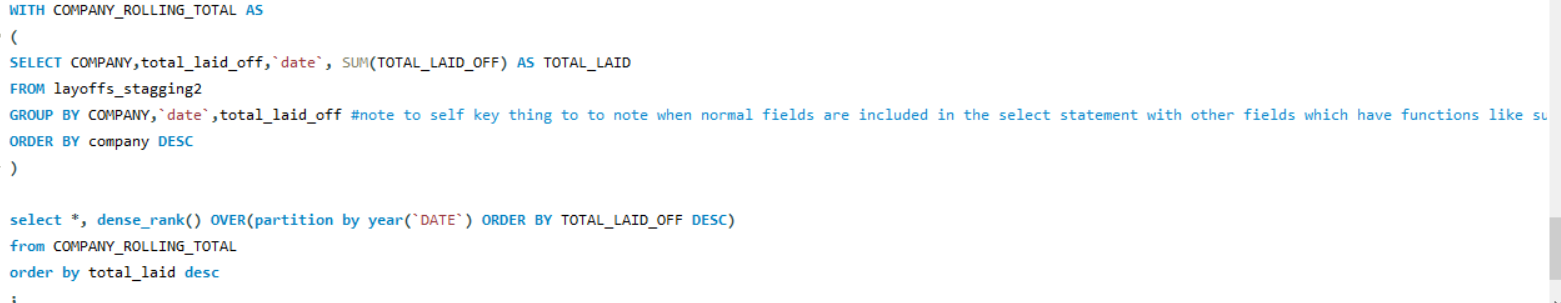 WITH COMPANY_ROLLING_TOTAL AS
(
SELECT COMPANY,total_laid_off,`date`, SUM(TOTAL_LAID_OFF) AS TOTAL_LAID
FROM layoffs_stagging2
GROUP BY COMPANY,`date`,total_laid_off #note to self key thing to to note when normal fields are included in the select statement with other fields which have functions like su
ORDER BY company DESC
)
select *, dense_rank() OVER(partition by year(`DATE`) ORDER BY TOTAL_LAID_OFF DESC)
from COMPANY_ROLLING_TOTAL
order by total_laid desc
;